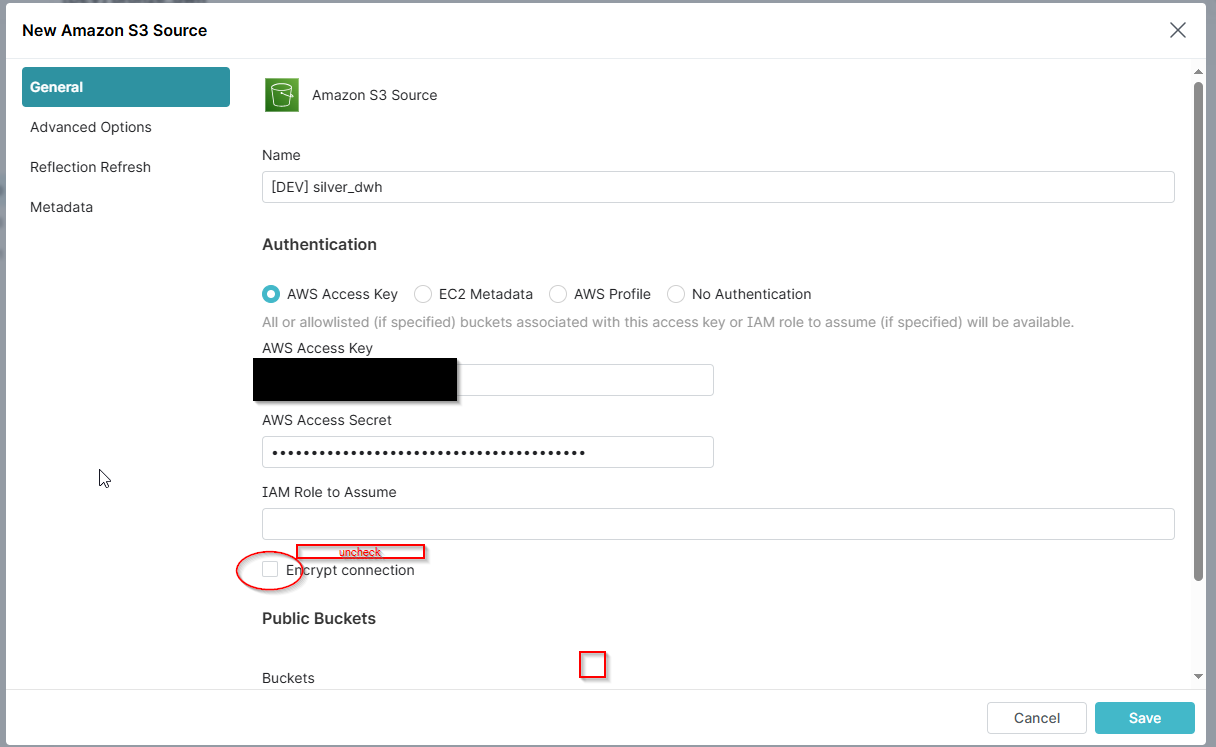 New Amazon S3 Source
General
Advanced Options
Reflection Refresh
Metadata
Amazon S3 Source
Name
[DEV] silver_dwh
Authentication
AWS Access Key EC2 Metadata AWS Profile No Authentication
All or allowlisted (if specified) buckets associated with this access key or IAM role to assume (if specified) will be available.
AWS Access Key
AWS Access Secret
••••••••••••••••••••••••••••••••••••••••
IAM Role to Assume
uncheck
Encrypt connection
Public Buckets
Buckets
Cancel Save